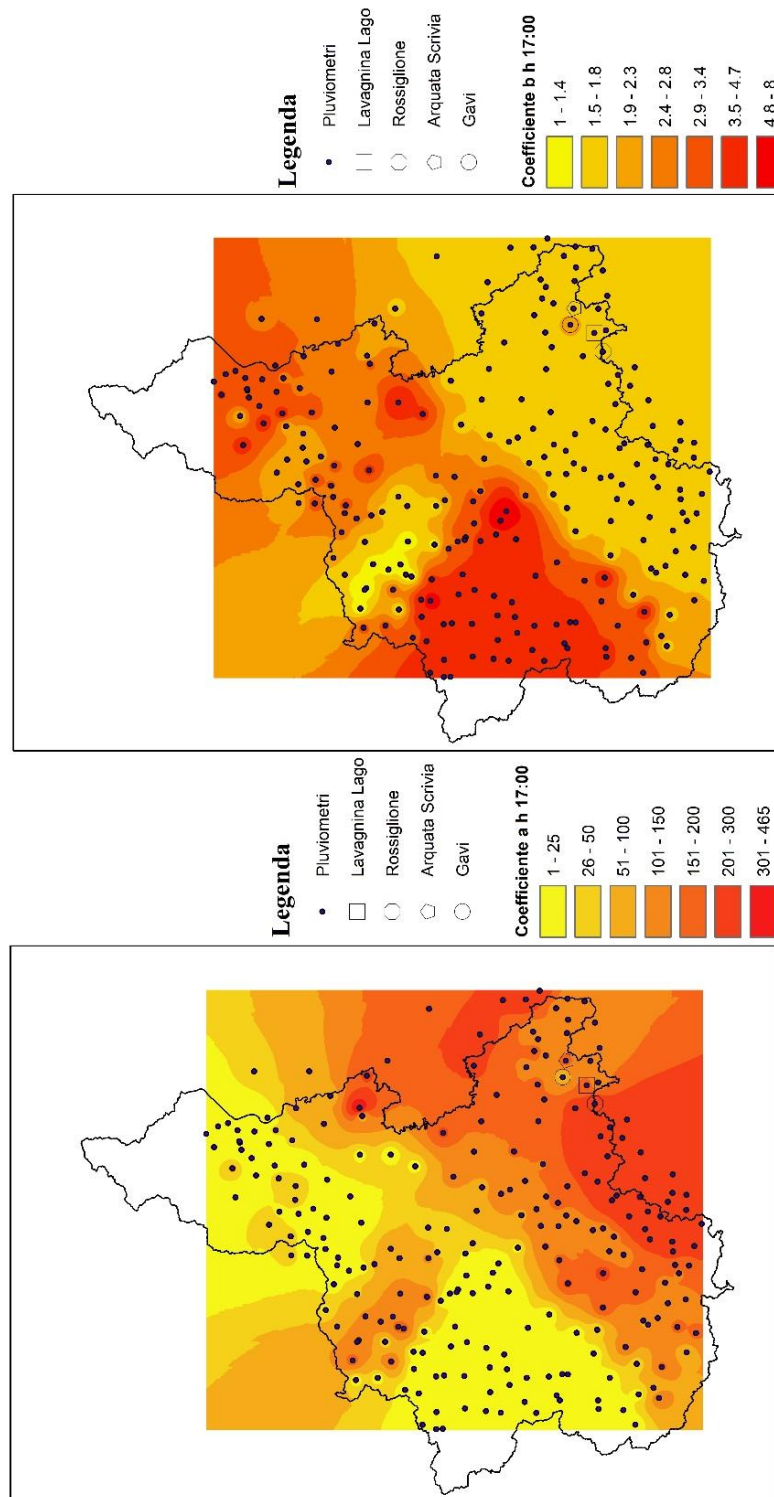 Legenda
Pluviometri
Lavagnina Lago
Rossiglione
Arquata Scrivia
Gavi
Coefficiente b h 17:00
1 - 1.4
1.5 - 1.8
1.9 - 2.3
2.4 - 2.8
2.9 - 3.4
3.5 - 4.7
4.8 - 8
Legenda
Pluviometri
Lavagnina Lago
Rossiglione
Arquata Scrivia
Gavi
Coefficiente a h 17:00
1 - 25
26 - 50
51 - 100
101 - 150
151 - 200
201 - 300
301 - 465